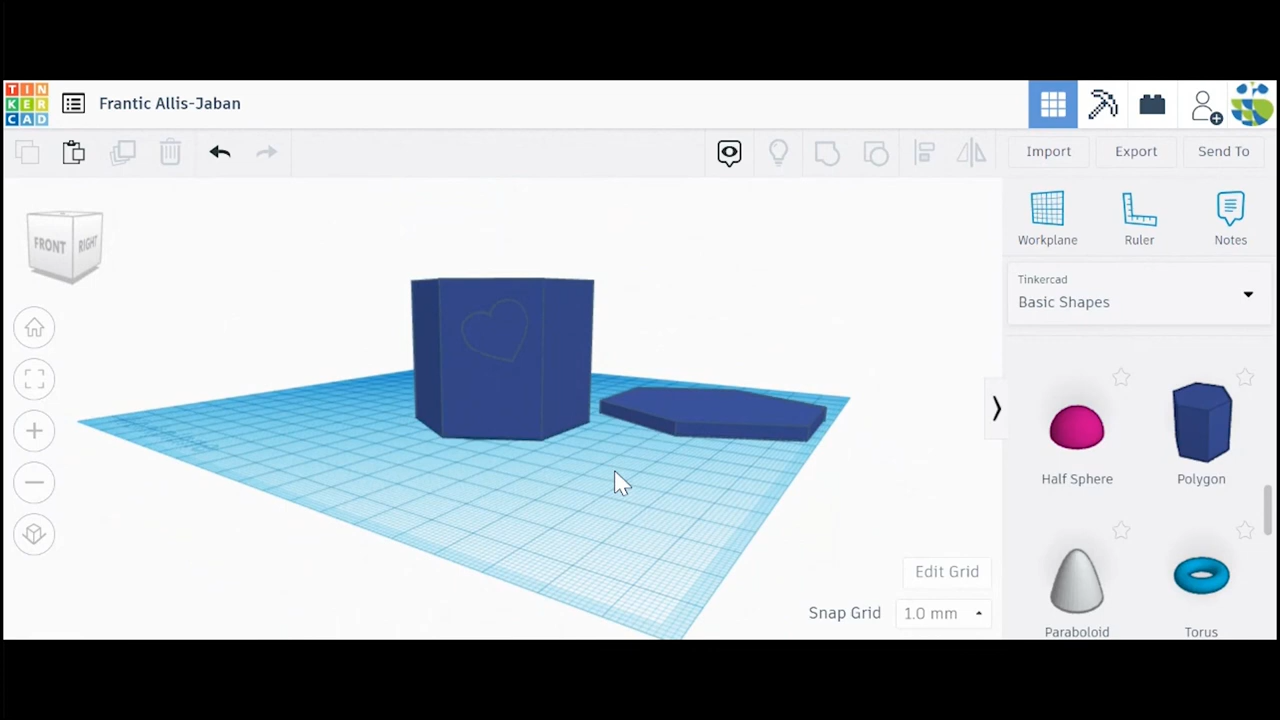 TIN
KER
CAD
Frantic Allis-Jaban
Import
Export
Send To
FRONT
RIGHT
Workplane
Ruler
Notes
Tinkercad
Basic Shapes
Half Sphere
Polygon
Edit Grid
Snap Grid
1.0 mm
Paraboloid
Torus